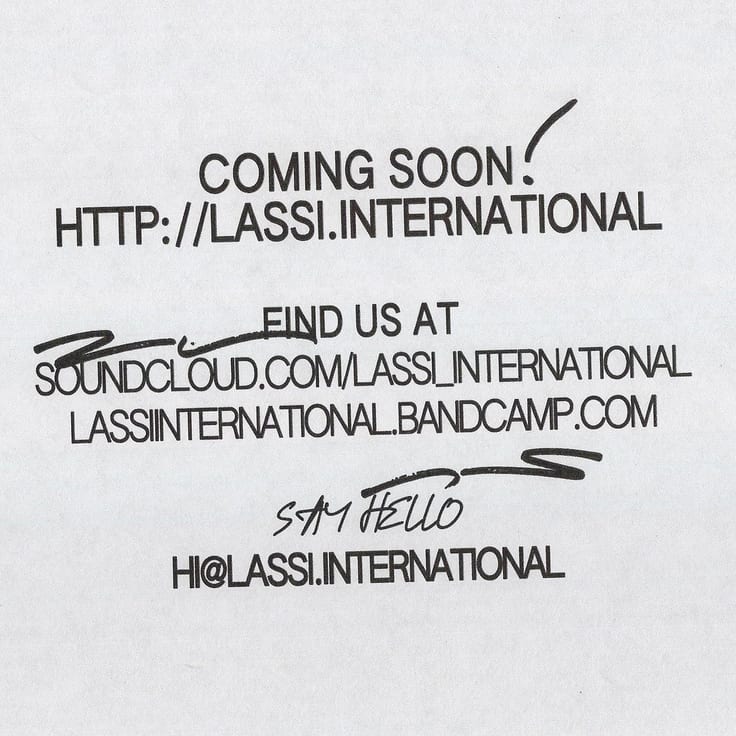 COMING SOON!
HTTP://LASSI.INTERNATIONAL
FIND US AT
SOUNDCLOUD.COM/LASSI_INTERNATIONAL
LASSIINTERNATIONAL.BANDCAMP.COM
SAY HELLO
HI@LASSI.INTERNATIONAL